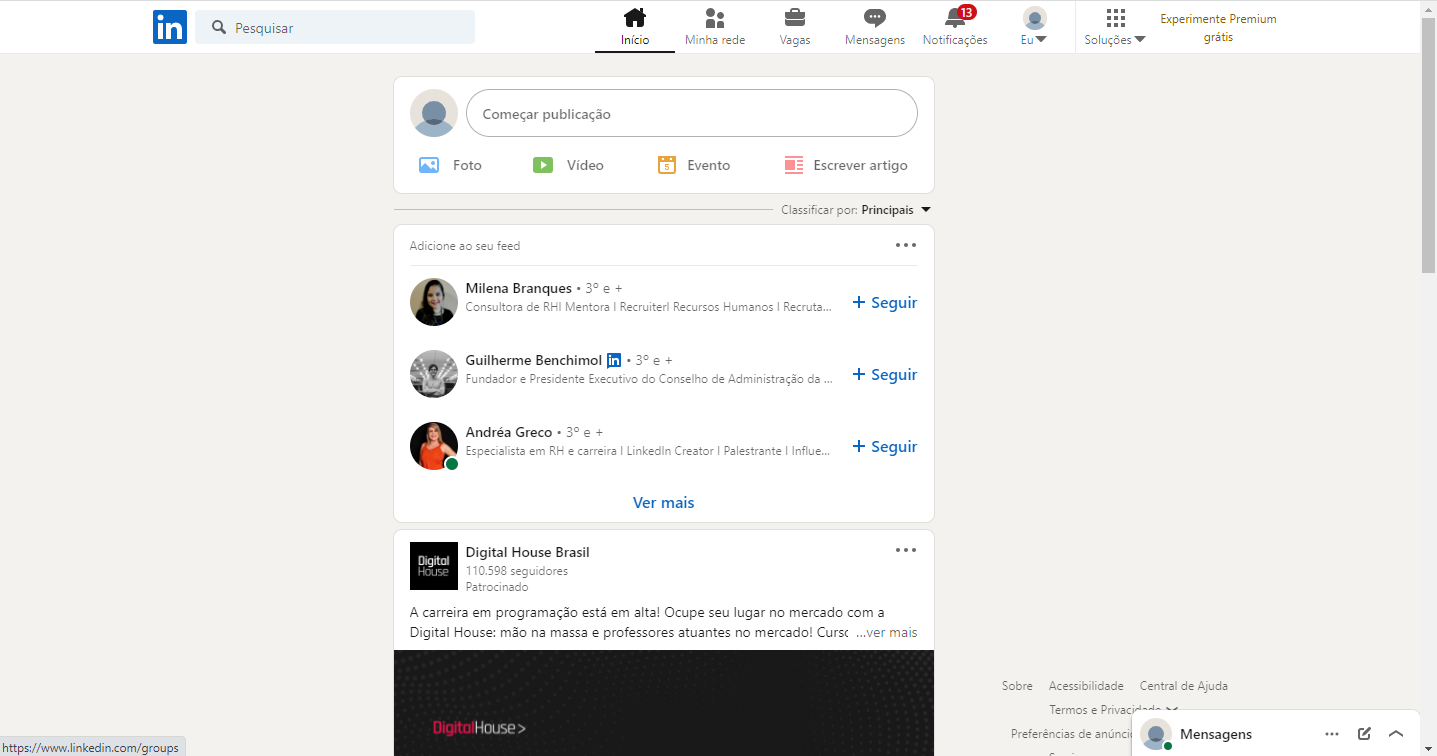 in
Pesquisar
Início
Minha rede
Vagas
Mensagens
13
Notificações
Eu
Soluções
Experimente Premium
grátis
Começar publicação
Foto
Vídeo
5
Evento
Escrever artigo
Classificar por: Principais
Adicione ao seu feed
Milena Branques • 3º e +
Consultora de RH| Mentora | Recruiter| Recursos Humanos | Recruta...
+ Seguir
Guilherme Benchimol in • 3º e +
Fundador e Presidente Executivo do Conselho de Administração da ...
+ Seguir
Andréa Greco • 3º e +
Especialista em RH e carreira | LinkedIn Creator | Palestrante | Influe...
+ Seguir
Ver mais
Digital
House
Digital House Brasil
110.598 seguidores
Patrocinado
A carreira em programação está em alta! Ocupe seu lugar no mercado com a
Digital House: mão na massa e professores atuantes no mercado! Curso ...ver mais
DigitalHouse>
Sobre
Acessibilidade
Central de Ajuda
Termos e Privacidade
Preferências de anúncio
Mensagens
https://www.linkedin.com/groups